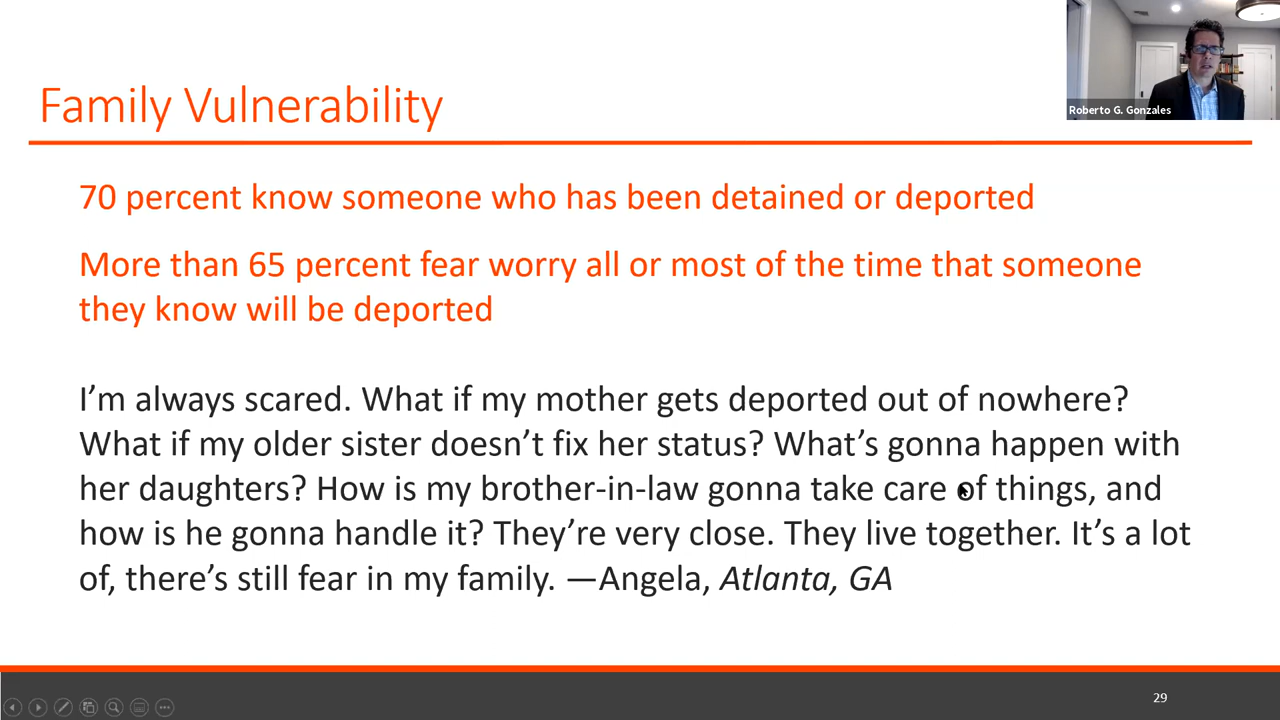 Family Vulnerability
Roberto G. Gonzales
70 percent know someone who has been detained or deported
More than 65 percent fear worry all or most of the time that someone
they know will be deported
I’m always scared. What if my mother gets deported out of nowhere?
What if my older sister doesn’t fix her status? What’s gonna happen with
her daughters? How is my brother-in-law gonna take care of things, and
how is he gonna handle it? They’re very close. They live together. It’s a lot
of, there’s still fear in my family. —Angela, Atlanta, GA
29